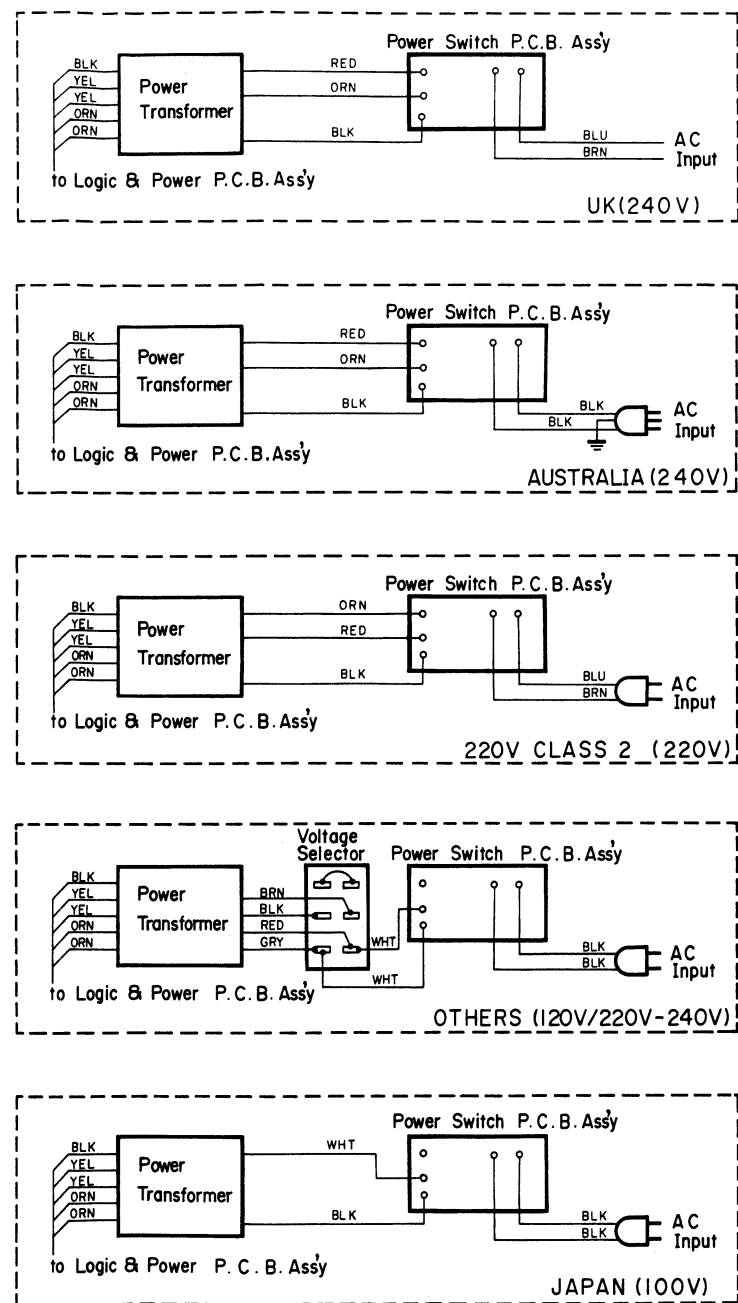 Power Switch P.C.B. Ass'y
BLK
YEL
YEL
ORN
ORN
Power
Transformer
RED
ORN
BLK
BLU
BRN
AC
Input
to Logic & Power P.C.B. Ass'y
UK(240V)
Power Switch P.C.B. Ass'y
BLK
YEL
YEL
ORN
ORN
Power
Transformer
RED
ORN
BLK
BLK
BLK
AC
Input
to Logic & Power P.C.B. Ass'y
AUSTRALIA (240V)
Power Switch P.C.B. Ass'y
BLK
YEL
YEL
ORN
ORN
Power
Transformer
ORN
RED
BLK
BLU
BRN
AC
Input
to Logic & Power P.C.B. Ass'y
220V CLASS 2 (220V)
Voltage
Selector
Power Switch P.C.B. Ass'y
BLK
YEL
YEL
ORN
ORN
Power
Transformer
BRN
BLK
RED
GRY
WHT
WHT
BLK
BLK
AC
Input
to Logic & Power P.C.B. Ass'y
OTHERS (120V/220V-240V)
Power Switch P.C.B. Ass'y
BLK
YEL
YEL
ORN
ORN
Power
Transformer
WHT
BLK
BLK
BLK
AC
Input
to Logic & Power P.C.B. Ass'y
JAPAN (100V)